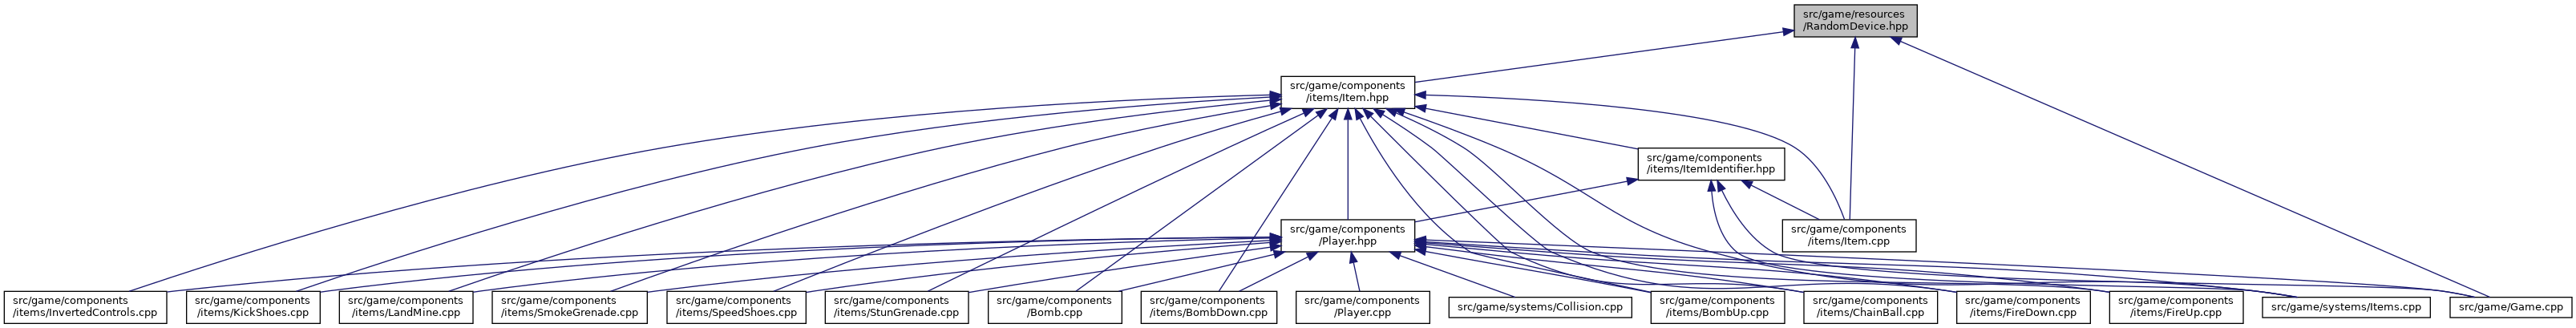 src/game/resources
/RandomDevice.hpp
src/game/components
/items/Item.hpp
src/game/components
/items/ItemIdentifier.hpp
src/game/components
/Player.hpp
src/game/components
/items/Item.cpp
src/game/components
/items/InvertedControls.cpp
src/game/components
/items/KickShoes.cpp
src/game/components
/items/LandMine.cpp
src/game/components
/items/SmokeGrenade.cpp
src/game/components
/items/SpeedShoes.cpp
src/game/components
/items/StunGrenade.cpp
src/game/components
/Bomb.cpp
src/game/components
/items/BombDown.cpp
src/game/components
/Player.cpp
src/game/systems/Collision.cpp
src/game/components
/items/BombUp.cpp
src/game/components
/items/ChainBall.cpp
src/game/components
/items/FireDown.cpp
src/game/components
/items/FireUp.cpp
src/game/systems/Items.cpp
src/game/Game.cpp